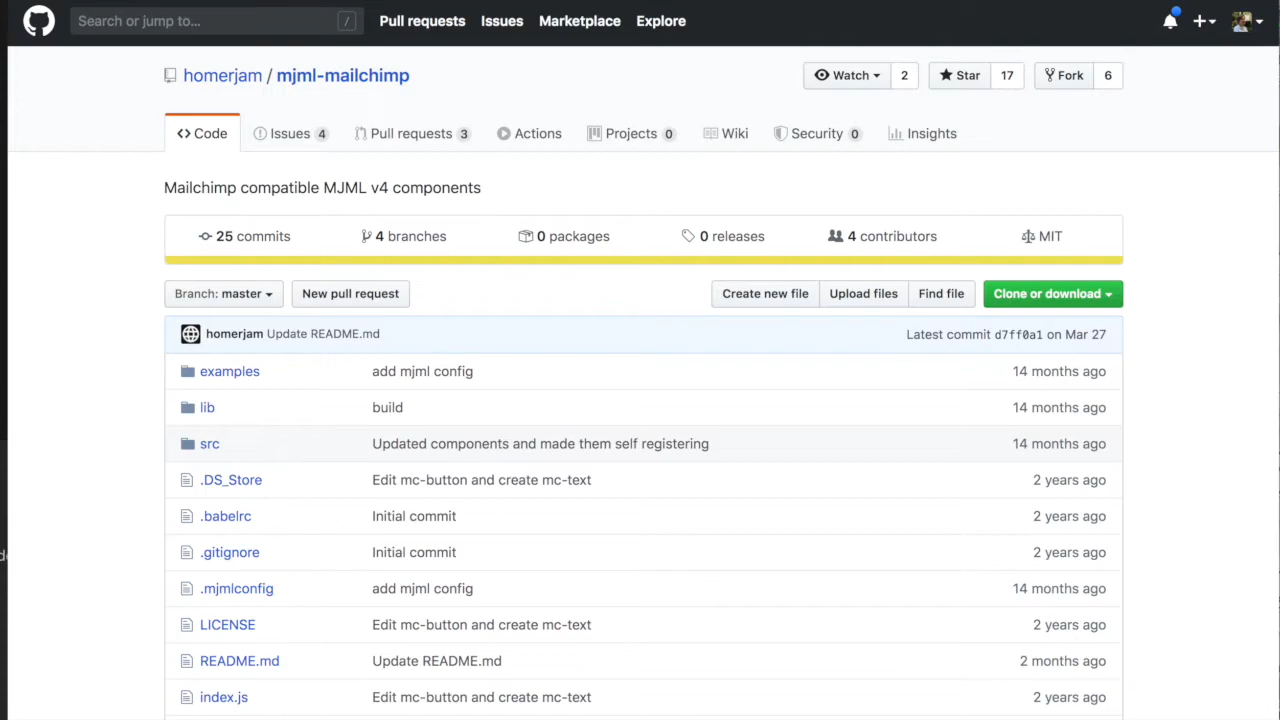 Search or jump to... /
Pull requests Issues Marketplace Explore
homerjam / mjml-mailchimp
Watch 2 Star 17 Fork 6
Code Issues 4 Pull requests 3 Actions Projects 0 Wiki Security 0 Insights
Mailchimp compatible MJML v4 components
25 commits 4 branches 0 packages 0 releases 4 contributors MIT
Branch: master New pull request Create new file Upload files Find file Clone or download
homerjam Update README.md Latest commit d7ff0a1 on Mar 27
examples add mjml config 14 months ago
lib build 14 months ago
src Updated components and made them self registering 14 months ago
.DS_Store Edit mc-button and create mc-text 2 years ago
.babelrc Initial commit 2 years ago
.gitignore Initial commit 2 years ago
.mjmlconfig add mjml config 14 months ago
LICENSE Edit mc-button and create mc-text 2 years ago
README.md Update README.md 2 months ago
index.js Edit mc-button and create mc-text 2 years ago